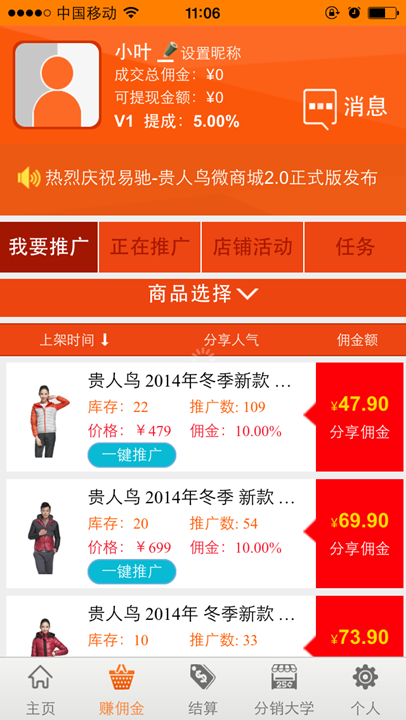 中国移动 11:06
小叶 设置昵称
成交总佣金：¥0
可提现金额：¥0
V1 提成：5.00%
消息
热烈庆祝易驰-贵人鸟微商城2.0正式版发布
我要推广 正在推广 店铺活动 任务
商品选择
上架时间 分享人气 佣金额
贵人鸟 2014年冬季新款 …
库存：22 推广数: 109
价格：￥479 佣金：10.00%
一键推广
¥47.90
分享佣金
贵人鸟 2014年冬季 新款 …
库存：20 推广数: 54
价格：￥699 佣金：10.00%
一键推广
¥69.90
分享佣金
贵人鸟 2014年 冬季新款 …
库存：10 推广数: 33
¥73.90
主页 赚佣金 结算 分销大学 个人